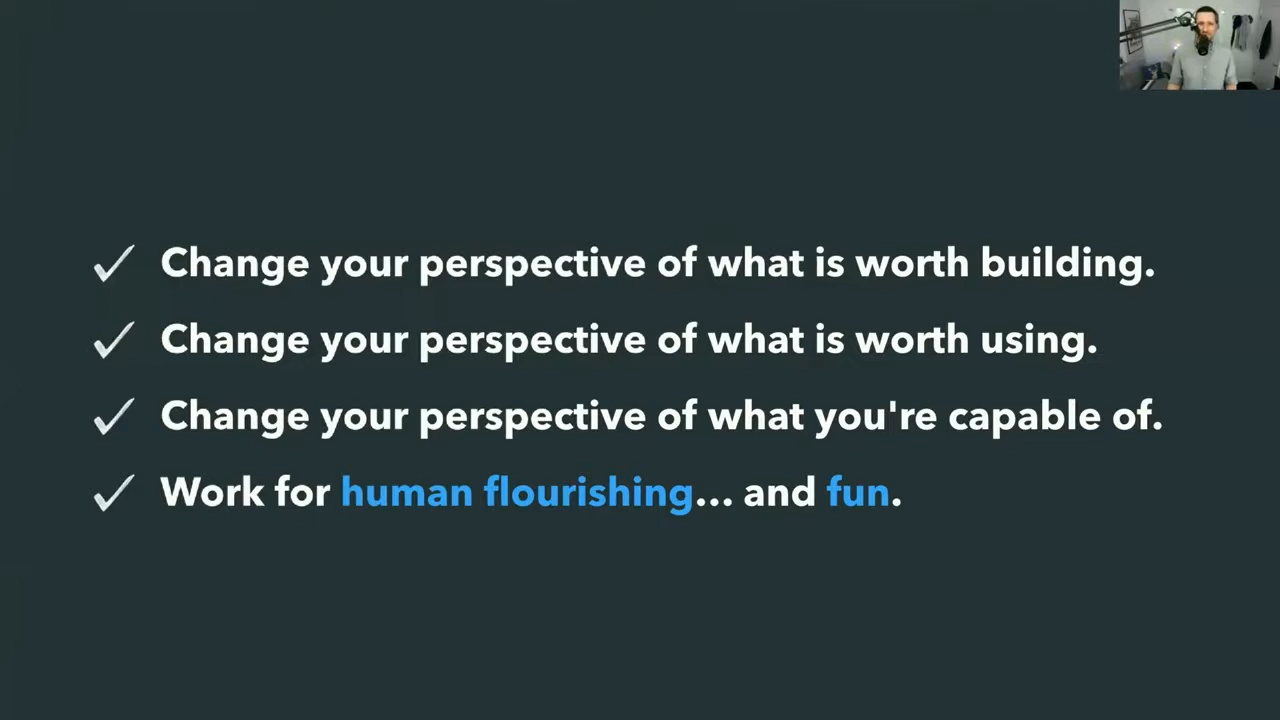 Change your perspective of what is worth building.
Change your perspective of what is worth using.
Change your perspective of what you're capable of.
Work for human flourishing... and fun.